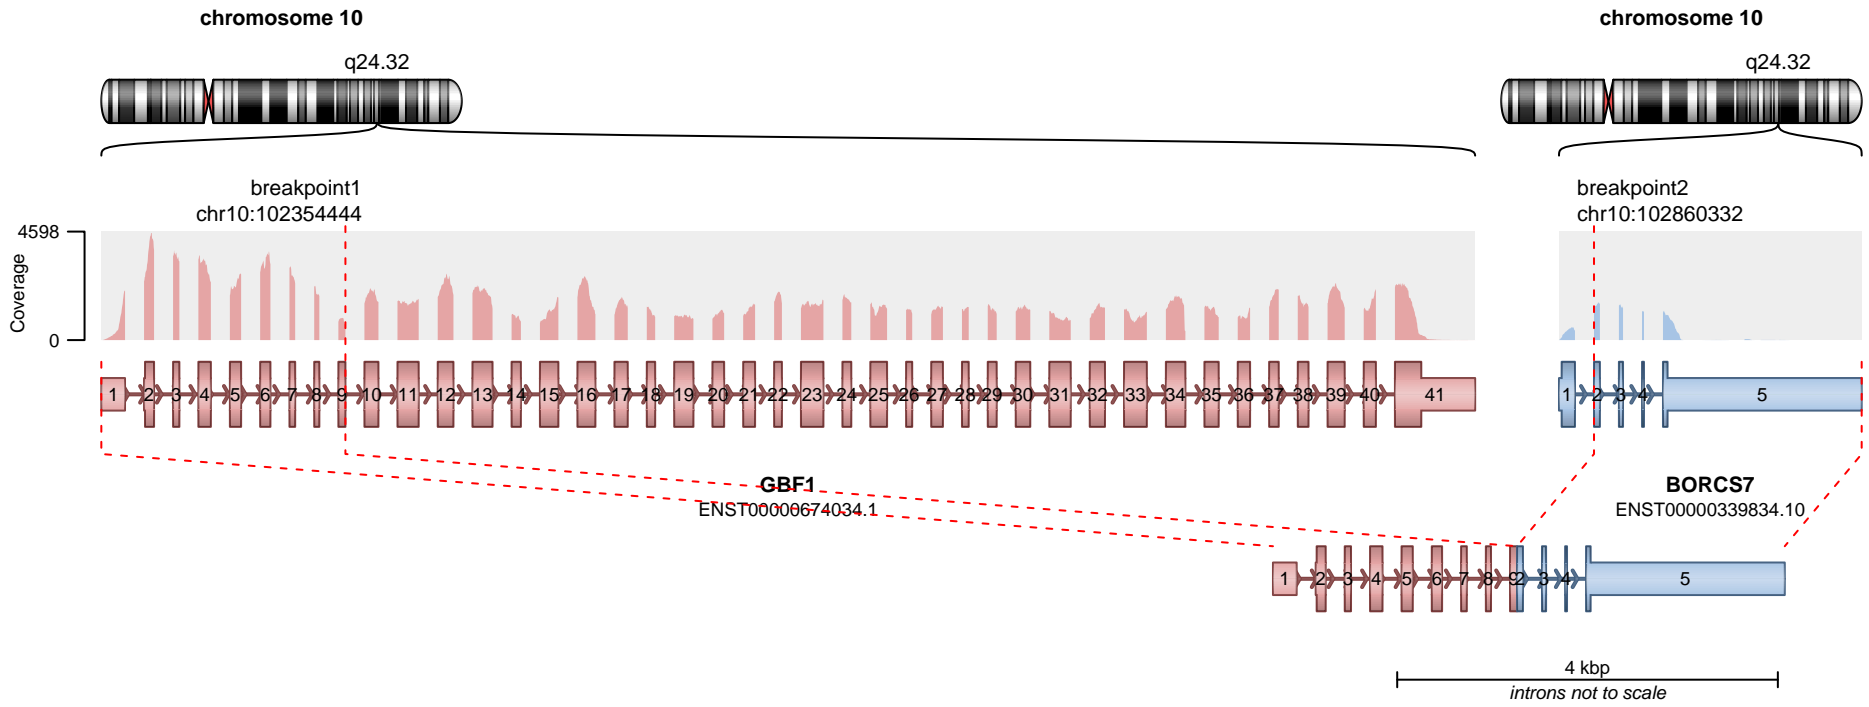 chromosome 10
chromosome 10
q24.32
q24.32
breakpoint1
chr10:102354444
breakpoint2
chr10:102860332
4598
Coverage
0
1 2 3 4 5 6 7 8 9 10 11 12 13 14 15 16 17 18 19 20 21 22 23 24 25 26 27 28 29 30 31 32 33 34 35 36 37 38 39 40 41
1 2 3 4 5
GBF1
ENST00000674034.1
BORCS7
ENST00000339834.10
1 2 3 4 5 6 7 8 9 2 3 4 5
4 kbp
introns not to scale